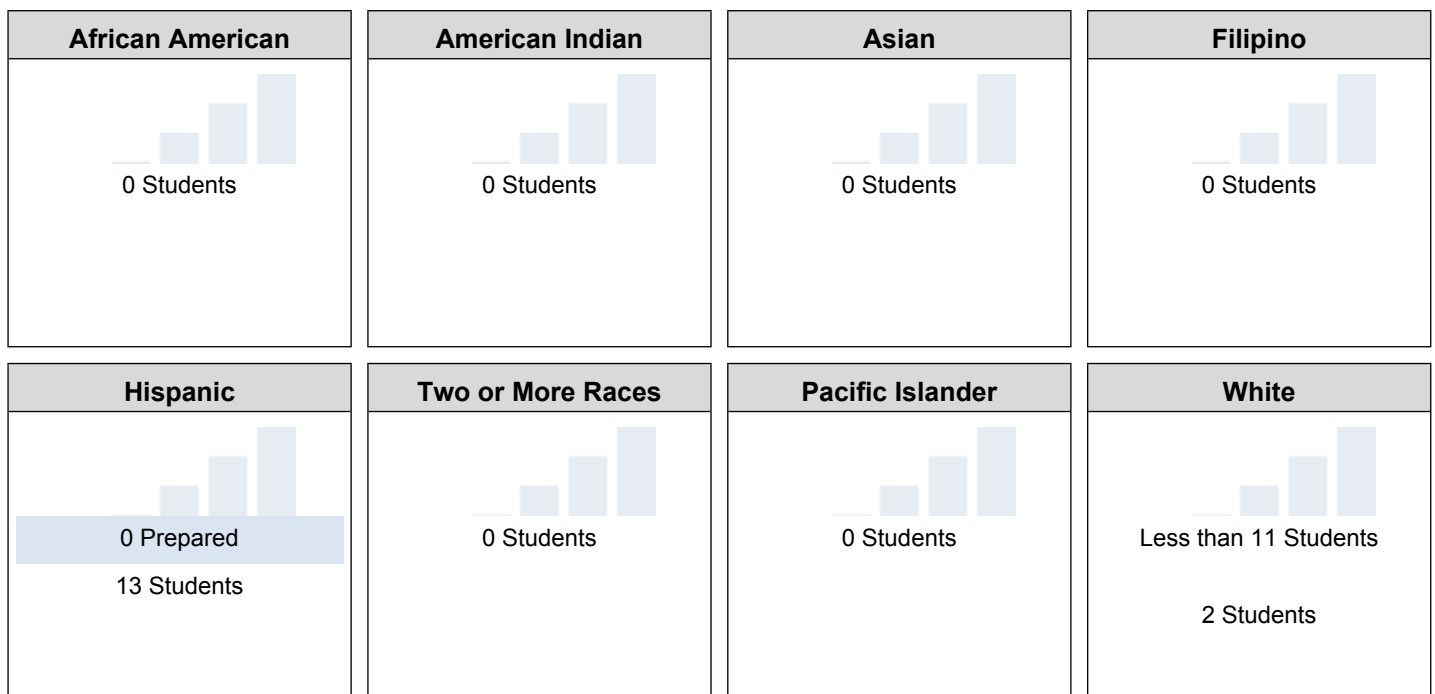 African American
American Indian
Asian
Filipino
0 Students
0 Students
0 Students
0 Students
Hispanic
Two or More Races
Pacific Islander
White
0 Prepared
0 Students
0 Students
Less than 11 Students
13 Students
2 Students